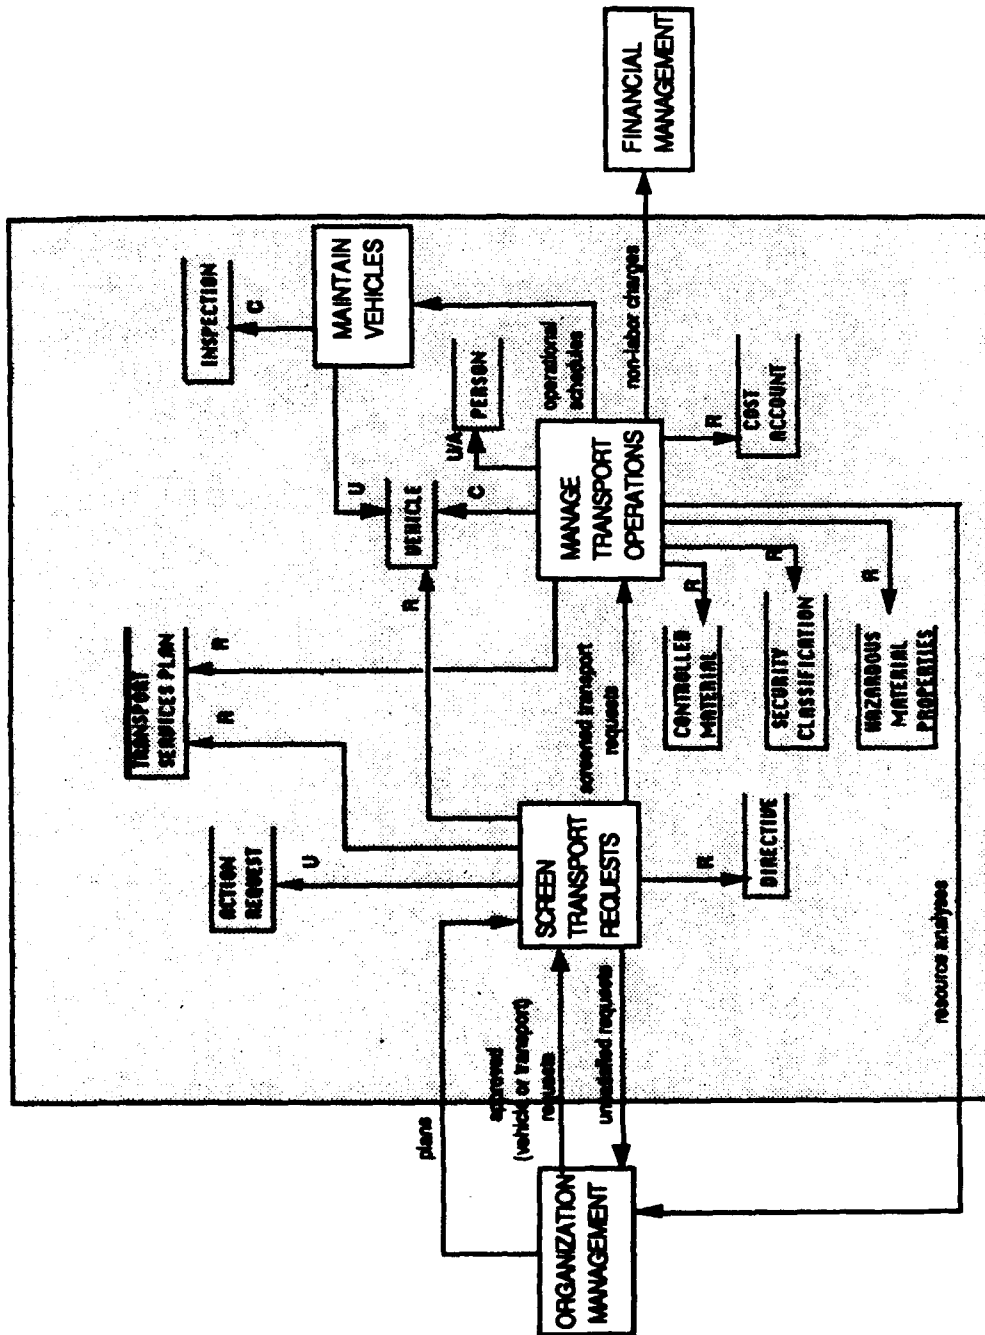 INSPECTION
C
MAINTAIN
VEHICLES
FINANCIAL
MANAGEMENT
TRANSPORT
SERVICES PLAN
R
R
U
VEHICLE
C
PERSON
U/A
operational
schedules
non-labor charges
ACTION
REQUEST
U
R
MANAGE
TRANSPORT
OPERATIONS
R
COST
ACCOUNT
plans
SCREEN
TRANSPORT
REQUESTS
screened transport
requests
R
CONTROLLED
MATERIAL
R
SECURITY
CLASSIFICATION
R
HAZARDOUS
MATERIAL
PROPERTIES
approved
(vehicle or transport)
requests
unsatisfied requests
R
DIRECTIVE
ORGANIZATION
MANAGEMENT
resource analyses